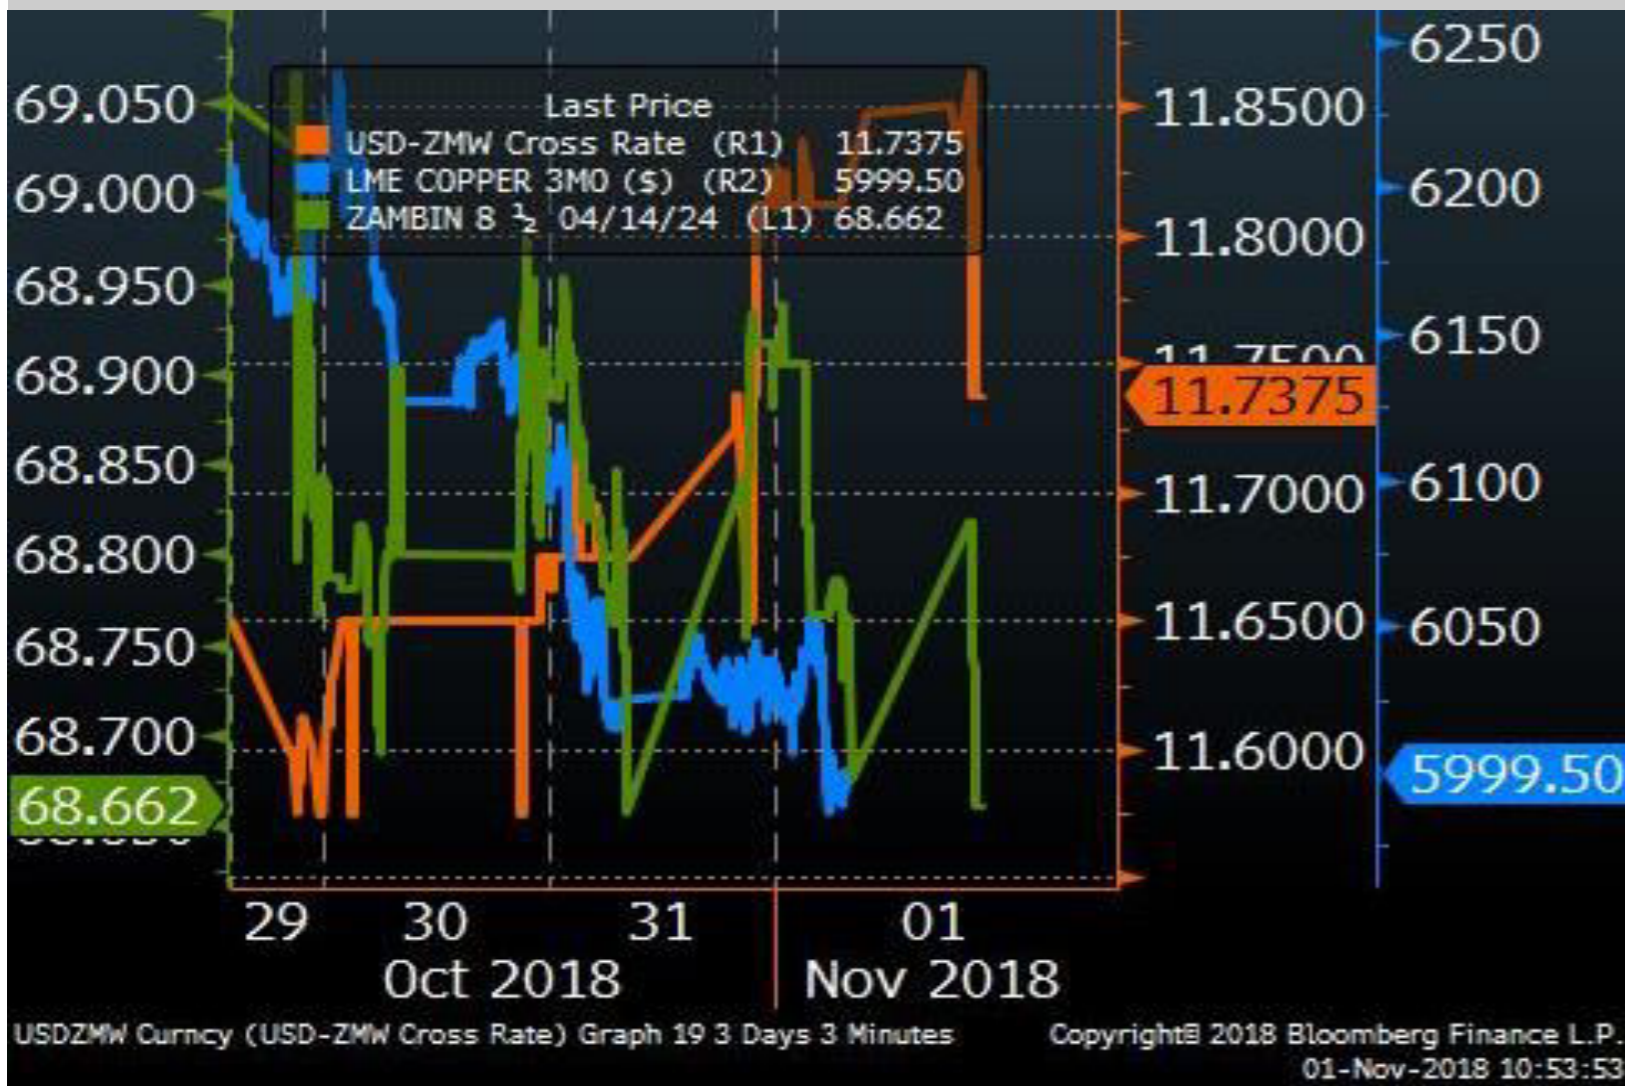 Last Price
USD-ZMW Cross Rate (R1) 11.7375
LME COPPER 3MO ($) (R2) 5999.50
ZAMBIN 8 ½ 04/14/24 (L1) 68.662
69.050
69.000
68.950
68.900
68.850
68.800
68.750
68.700
68.662
11.8500
11.8000
11.7500
11.7375
11.7000
11.6500
11.6000
6250
6200
6150
6100
6050
5999.50
29 30 31 01
Oct 2018 Nov 2018
USDZMW Curncy (USD-ZMW Cross Rate) Graph 19 3 Days 3 Minutes Copyright© 2018 Bloomberg Finance L.P.
01-Nov-2018 10:53:53